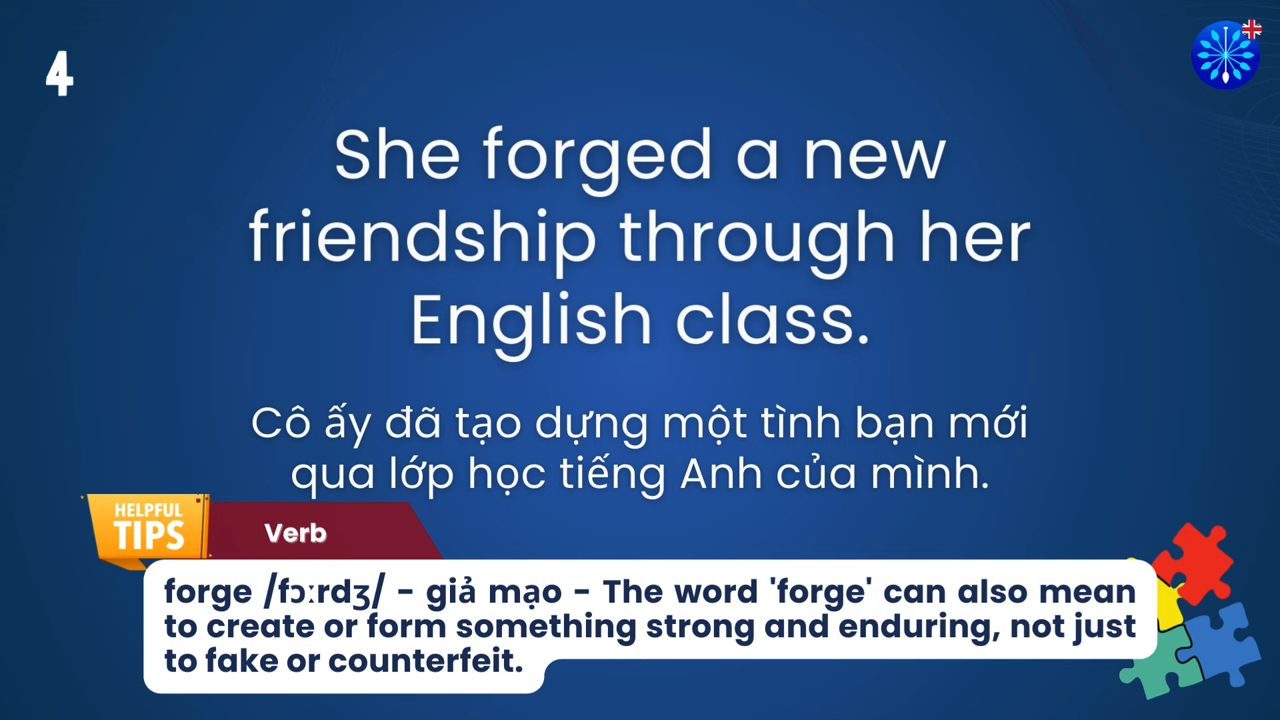 4
She forged a new
friendship through her
English class.
Cô ấy đã tạo dựng một tình bạn mới
qua lớp học tiếng Anh của mình.
HELPFUL
TIPS
Verb
forge /fɔːrdʒ/ - giả mạo - The word 'forge' can also mean
to create or form something strong and enduring, not just
to fake or counterfeit.